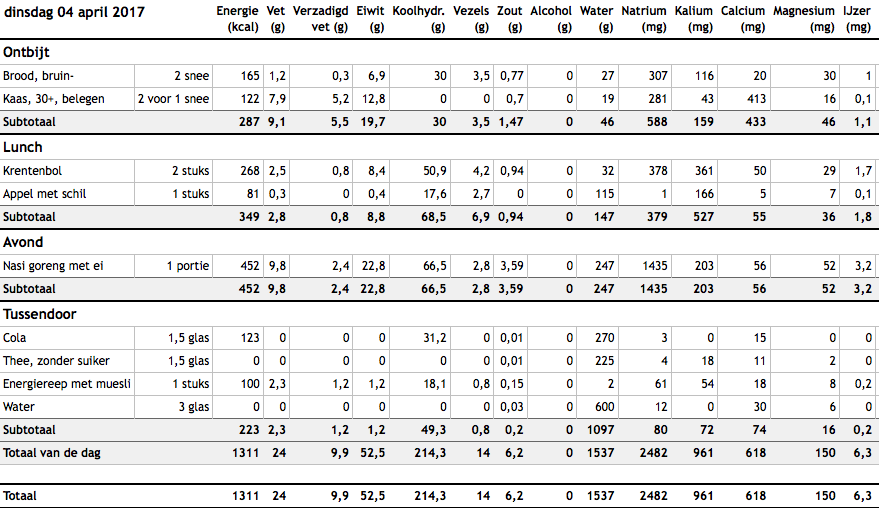 dinsdag 04 april 2017 Energie (kcal) Vet (g) Verzadigd vet (g) Eiwit (g) Koolhydr. (g) Vezels (g) Zout (g) Alcohol (g) Water (g) Natrium (mg) Kalium (mg) Calcium (mg) Magnesium (mg) IJzer (mg)
Ontbijt
Brood, bruin- 2 snee 165 1,2 0,3 6,9 30 3,5 0,77 0 27 307 116 20 30 1
Kaas, 30+, belegen 2 voor 1 snee 122 7,9 5,2 12,8 0 0 0,7 0 19 281 43 413 16 0,1
Subtotaal 287 9,1 5,5 19,7 30 3,5 1,47 0 46 588 159 433 46 1,1
Lunch
Krentenbol 2 stuks 268 2,5 0,8 8,4 50,9 4,2 0,94 0 32 378 361 50 29 1,7
Appel met schil 1 stuks 81 0,3 0 0,4 17,6 2,7 0 0 115 1 166 5 7 0,1
Subtotaal 349 2,8 0,8 8,8 68,5 6,9 0,94 0 147 379 527 55 36 1,8
Avond
Nasi goreng met ei 1 portie 452 9,8 2,4 22,8 66,5 2,8 3,59 0 247 1435 203 56 52 3,2
Subtotaal 452 9,8 2,4 22,8 66,5 2,8 3,59 0 247 1435 203 56 52 3,2
Tussendoor
Cola 1,5 glas 123 0 0 0 31,2 0 0,01 0 270 3 0 15 0 0
Thee, zonder suiker 1,5 glas 0 0 0 0 0 0 0,01 0 225 4 18 11 2 0
Energiereep met muesli 1 stuks 100 2,3 1,2 1,2 18,1 0,8 0,15 0 2 61 54 18 8 0,2
Water 3 glas 0 0 0 0 0 0 0,03 0 600 12 0 30 6 0
Subtotaal 223 2,3 1,2 1,2 49,3 0,8 0,2 0 1097 80 72 74 16 0,2
Totaal van de dag 1311 24 9,9 52,5 214,3 14 6,2 0 1537 2482 961 618 150 6,3
Totaal 1311 24 9,9 52,5 214,3 14 6,2 0 1537 2482 961 618 150 6,3